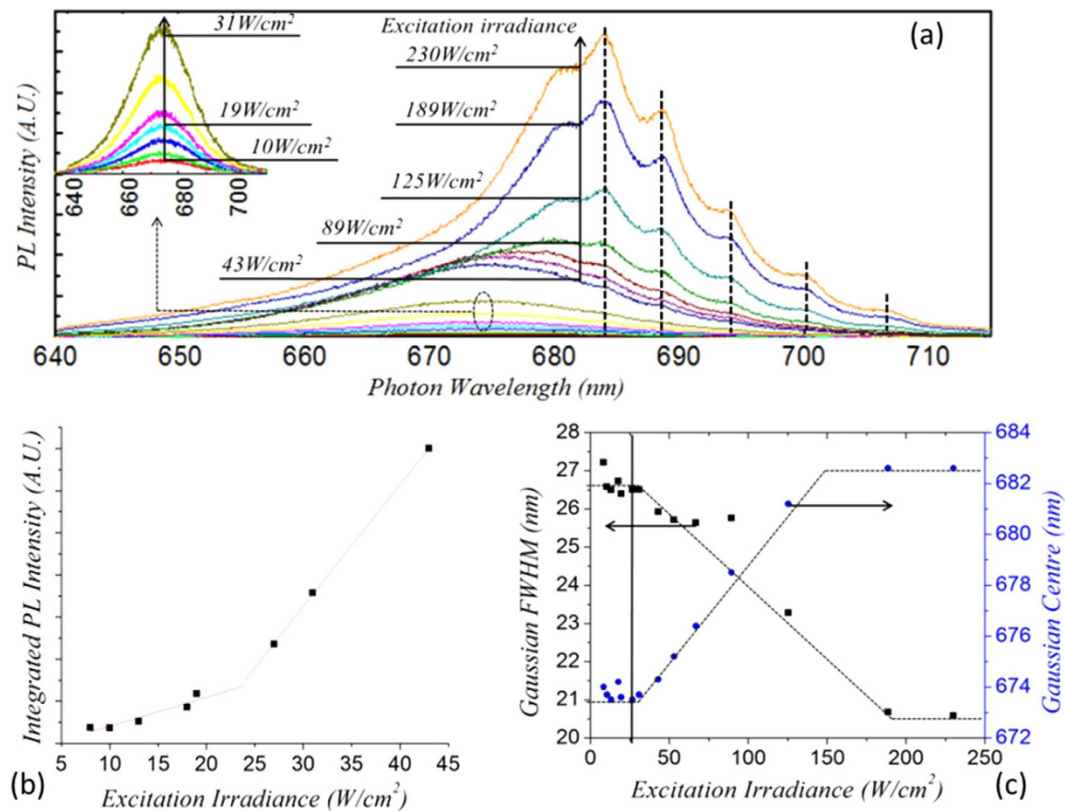 (a)
PL Intensity (A.U.)
31W/cm²
19W/cm²
10W/cm²
640 660 680 700
Excitation irradiance
230W/cm²
189W/cm²
125W/cm²
89W/cm²
43W/cm²
640 650 660 670 680 690 700 710
Photon Wavelength (nm)
(b)
Integrated PL Intensity (A.U.)
5 10 15 20 25 30 35 40 45
Excitation Irradiance (W/cm²)
(c)
Gaussian FWHM (nm)
28
27
26
25
24
23
22
21
20
684
682
680
678
676
674
672
Gaussian Centre (nm)
0 50 100 150 200 250
Excitation Irradiance (W/cm²)